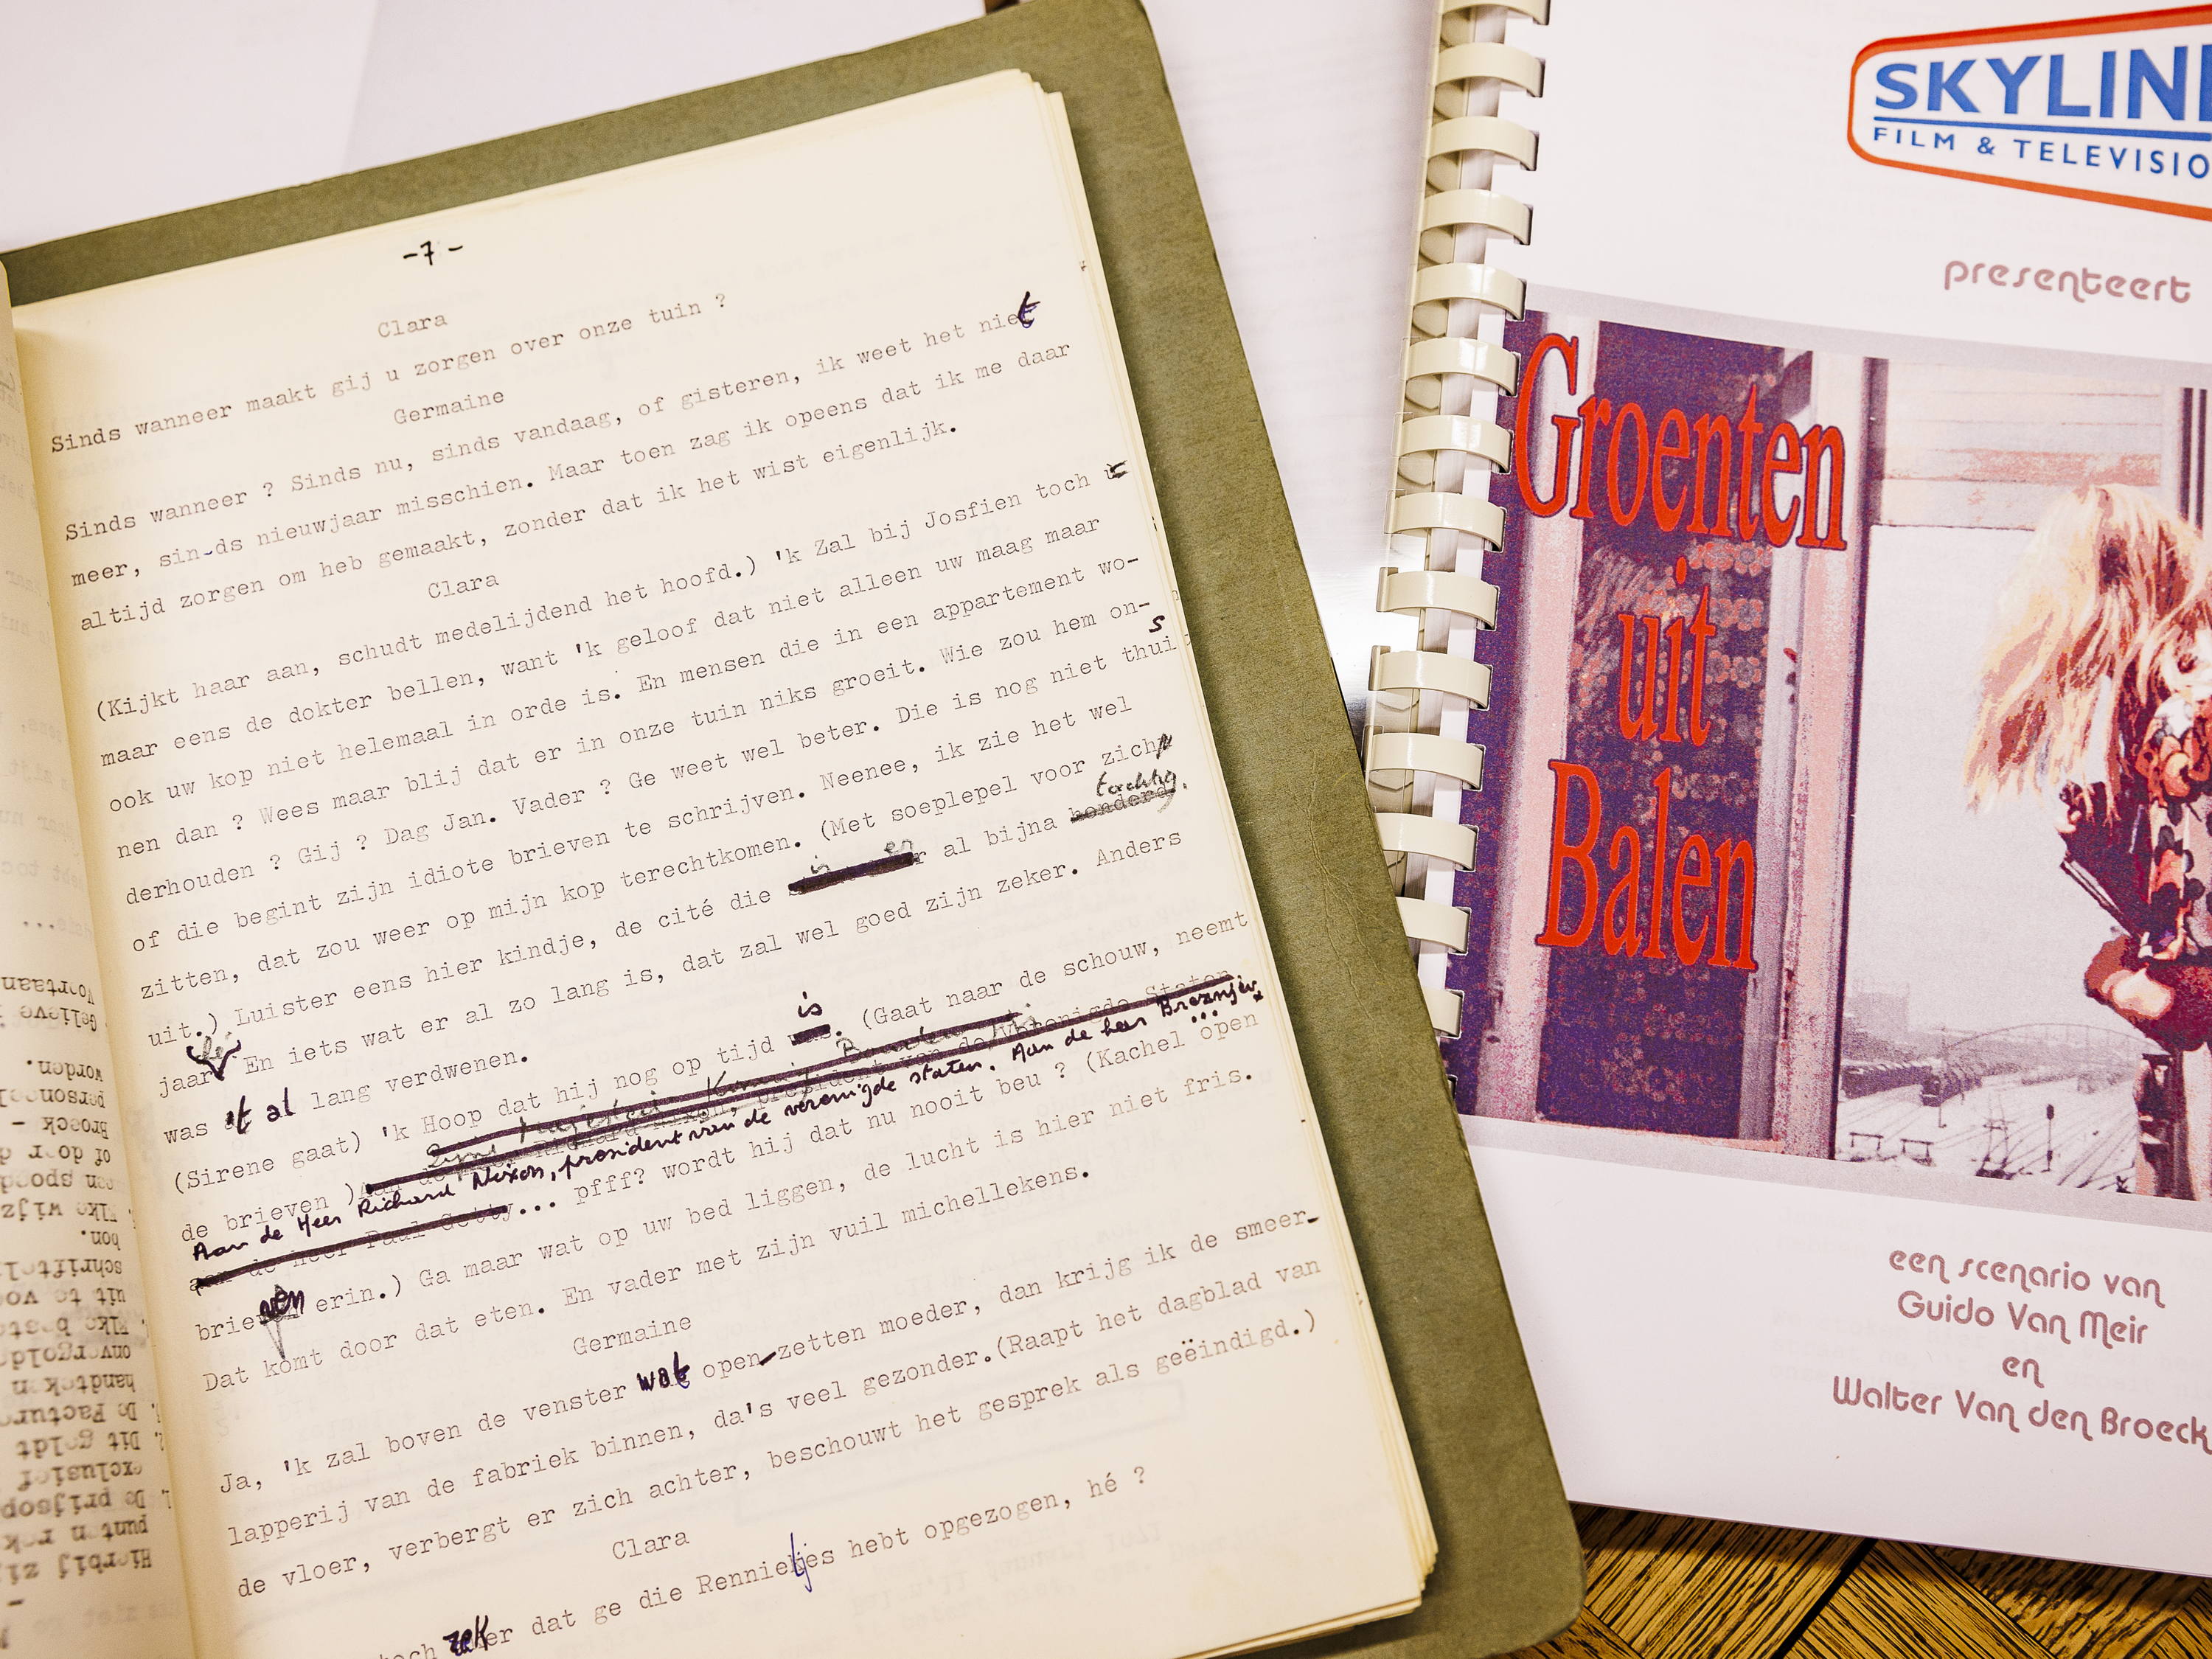 -7-
Clara
Sinds wanneer maakt gij u zorgen over onze tuin ?
Germaine
Sinds wanneer ? Sinds nu, sinds vandaag, of gisteren, ik weet het niet
meer, sinds nieuwjaar misschien. Maar toen zag ik opeens dat ik me daar
altijd zorgen om heb gemaakt, zonder dat ik het wist eigenlijk.
Clara
(Kijkt haar aan, schudt medelijdend het hoofd.) 'k Zal bij Josfien toch
maar eens de dokter bellen, want 'k geloof dat niet alleen uw maag maar
ook uw kop niet helemaal in orde is. En mensen die in een appartement wo-
nen dan ? Wees maar blij dat er in onze tuin niks groeit. Wie zou hem on-
derhouden ? Gij ? Dag Jan. Vader ? Ge weet wel beter. Die is nog niet thuis
of die begint zijn idiote brieven te schrijven. Neenee, ik zie het wel
zitten, dat zou weer op mijn kop terechtkomen. (Met soeplepel voor zich
uit.) Luister eens hier kindje, de cité die is er al bijna tachtig
jaar. En iets wat er al zo lang is, dat zal wel goed zijn zeker. Anders
was 't al lang verdwenen.
(Sirene gaat) 'k Hoop dat hij nog op tijd is. (Gaat naar de schouw, neemt
de brieven )
Aan de Heer Richard Nixon, president van de verenigde staten. Aan de heer Breznjev
aan de heer Paul Getty... pfff? wordt hij dat nu nooit beu ? (Kachel open
brieven erin.) Ga maar wat op uw bed liggen, de lucht is hier niet fris.
Dat komt door dat eten. En vader met zijn vuil michellekens.
Germaine
Ja, 'k zal boven de venster wat open zetten moeder, dan krijg ik de smeer-
lapperij van de fabriek binnen, da's veel gezonder.(Raapt het dagblad van
de vloer, verbergt er zich achter, beschouwt het gesprek als geëindigd.)
Clara
toch zeker dat ge die Rennietjes hebt opgezogen, hé ?
SKYLINE
FILM & TELEVISIO
presenteert
Groenten
uit
Balen
een scenario van
Guido Van Meir
en
Walter Van den Broeck